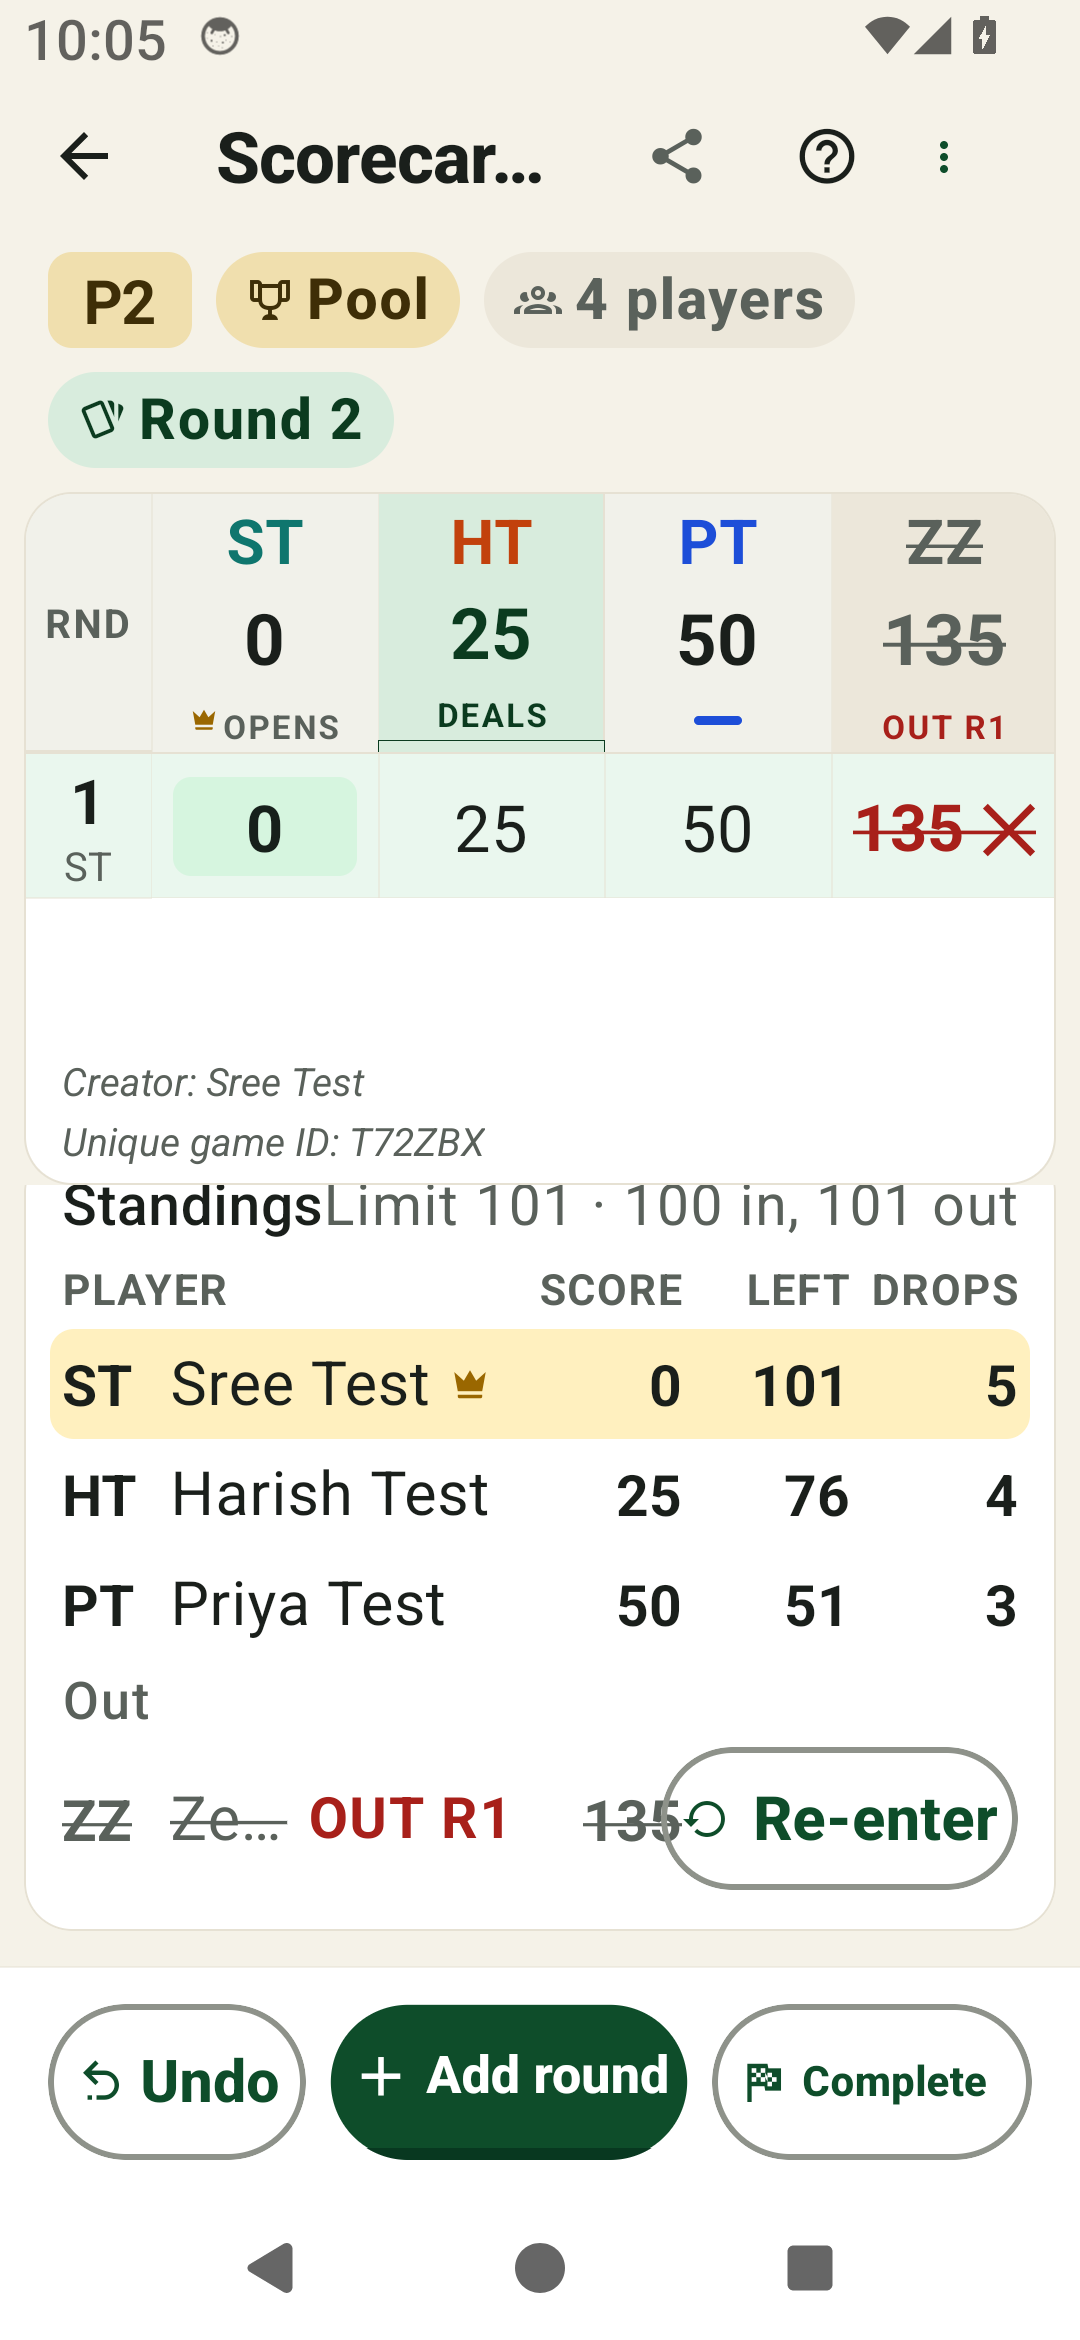 10:05
Scorecar...
P2 Pool 4 players
Round 2
RND ST HT PT ZZ
0 25 50 135
OPENS DEALS OUT R1
1 0 25 50 135
ST
Creator: Sree Test
Unique game ID: T72ZBX
Standings Limit 101 · 100 in, 101 out
PLAYER SCORE LEFT DROPS
ST Sree Test 0 101 5
HT Harish Test 25 76 4
PT Priya Test 50 51 3
Out
ZZ Ze... OUT R1 135 Re-enter
Undo Add round Complete